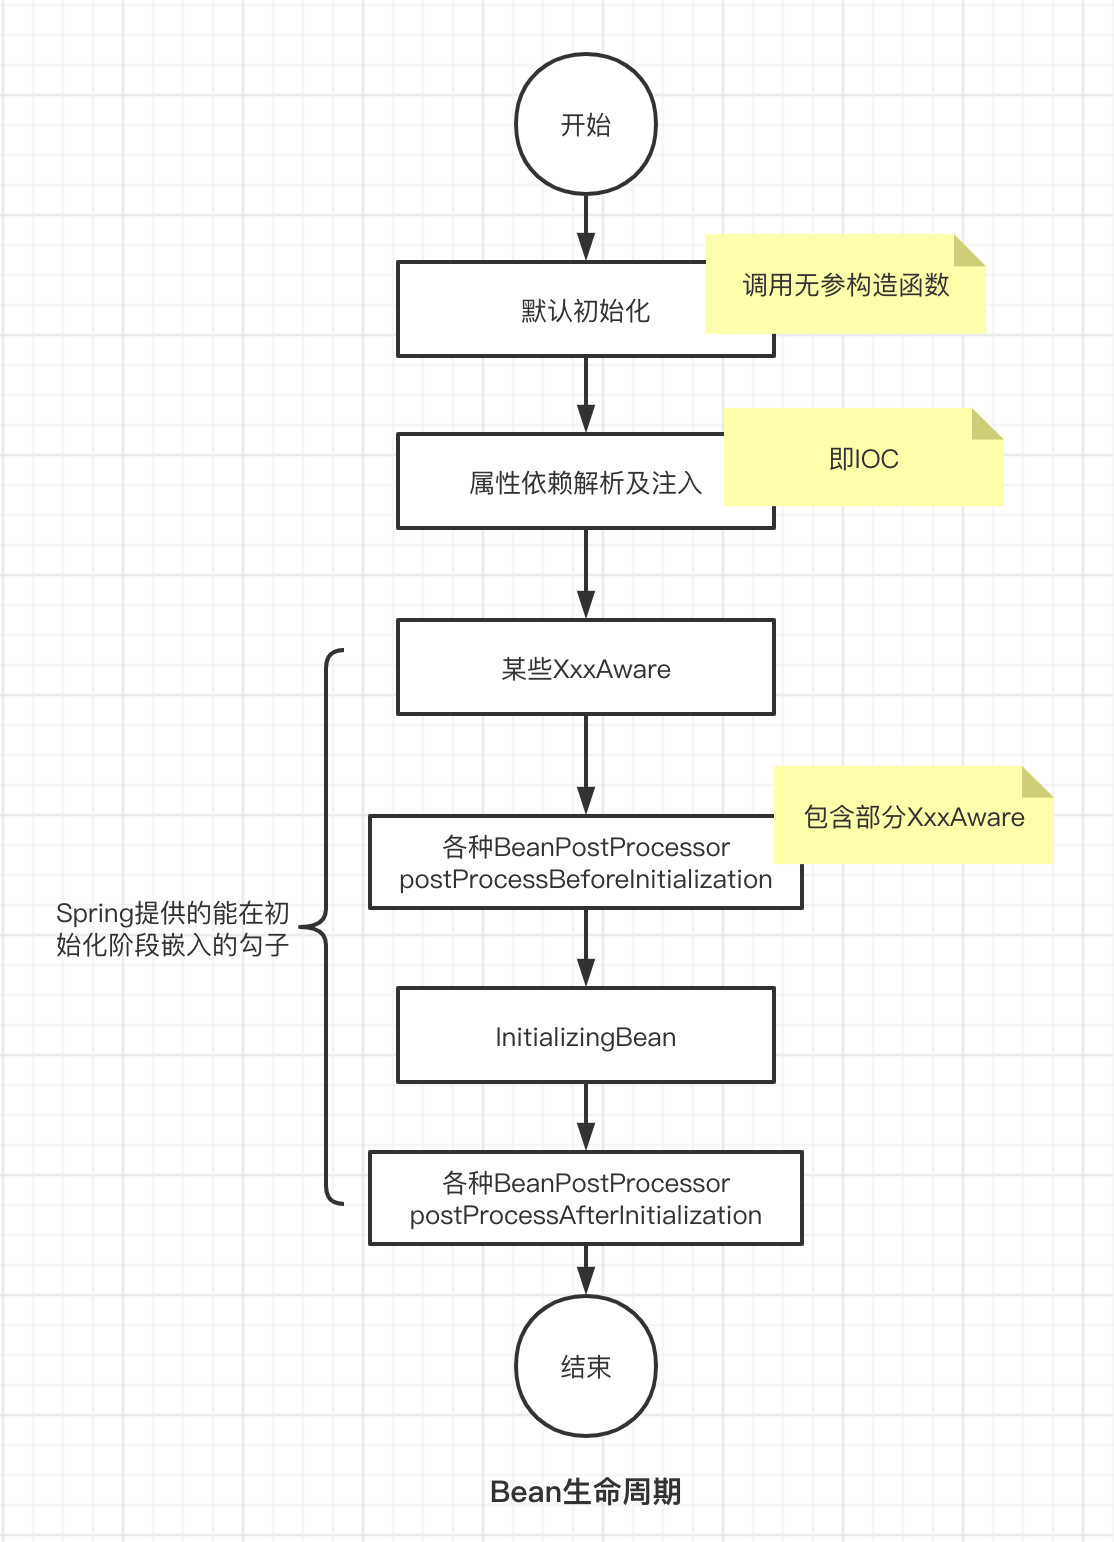 开始
默认初始化
调用无参构造函数
属性依赖解析及注入
即IOC
某些XxxAware
各种BeanPostProcessor
postProcessBeforeInitialization
包含部分XxxAware
Spring提供的能在初
始化阶段嵌入的勾子
InitializingBean
各种BeanPostProcessor
postProcessAfterInitialization
结束
Bean生命周期